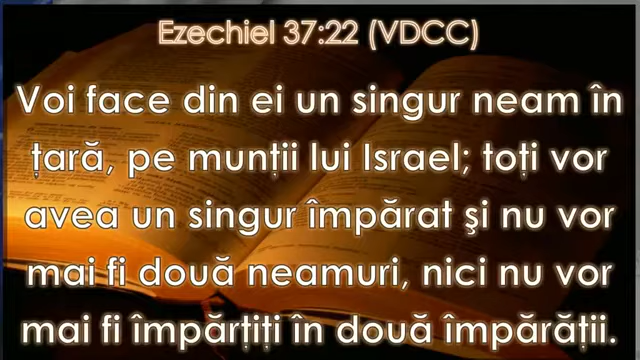 Ezechiel 37:22 (VDCC)
Voi face din ei un singur neam în
țară, pe munții lui Israel; toți vor
avea un singur împărat şi nu vor
mai fi două neamuri, nici nu vor
mai fi împărțiți în două împărății.